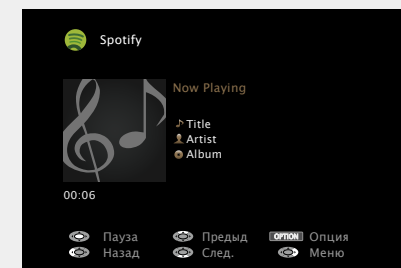 Spotify
Now Playing
Title
Artist
Album
00:06
Пауза Предыд OPTION Опция
Назад След. Меню